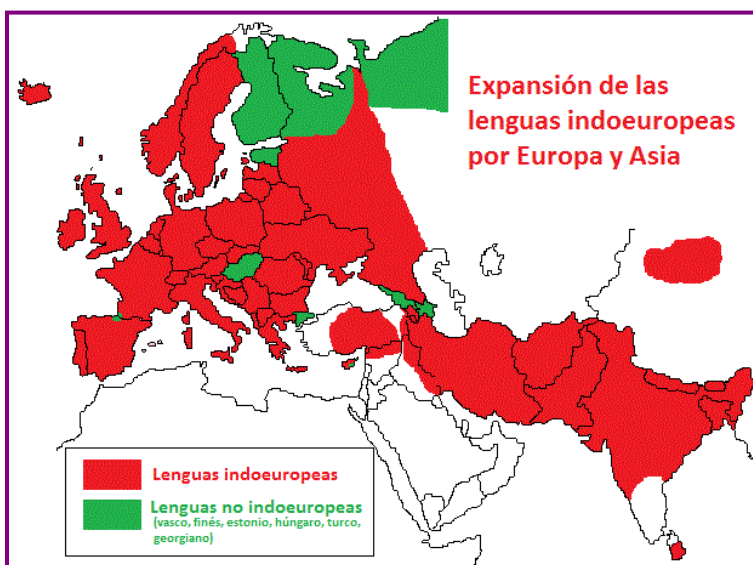 Expansión de las
lenguas indoeuropeas
por Europa y Asia
Lenguas indoeuropeas
Lenguas no indoeuropeas
(vasco, finés, estonio, húngaro, turco,
georgiano)